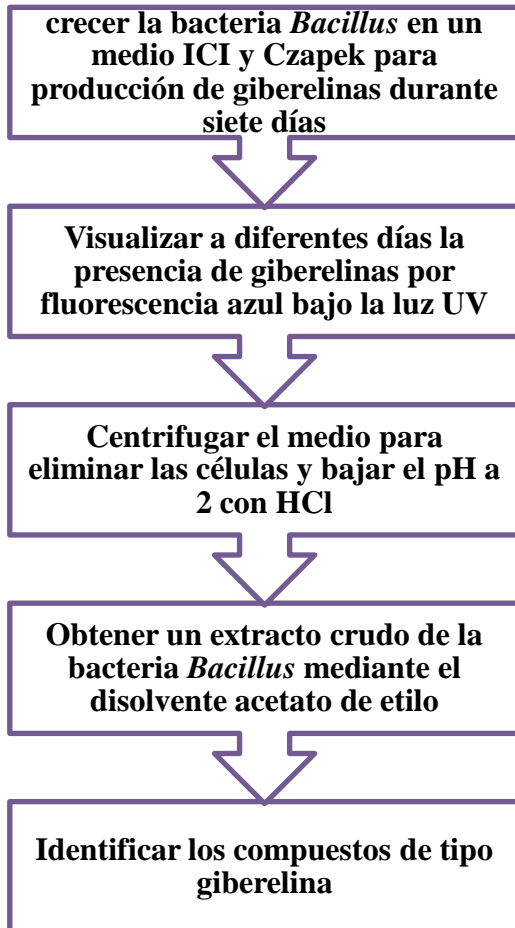 crecer la bacteria Bacillus en un
medio ICI y Czapek para
producción de giberelinas durante
siete días
Visualizar a diferentes días la
presencia de giberelinas por
fluorescencia azul bajo la luz UV
Centrifugar el medio para
eliminar las células y bajar el pH a
2 con HCl
Obtener un extracto crudo de la
bacteria Bacillus mediante el
disolvente acetato de etilo
Identificar los compuestos de tipo
giberelina